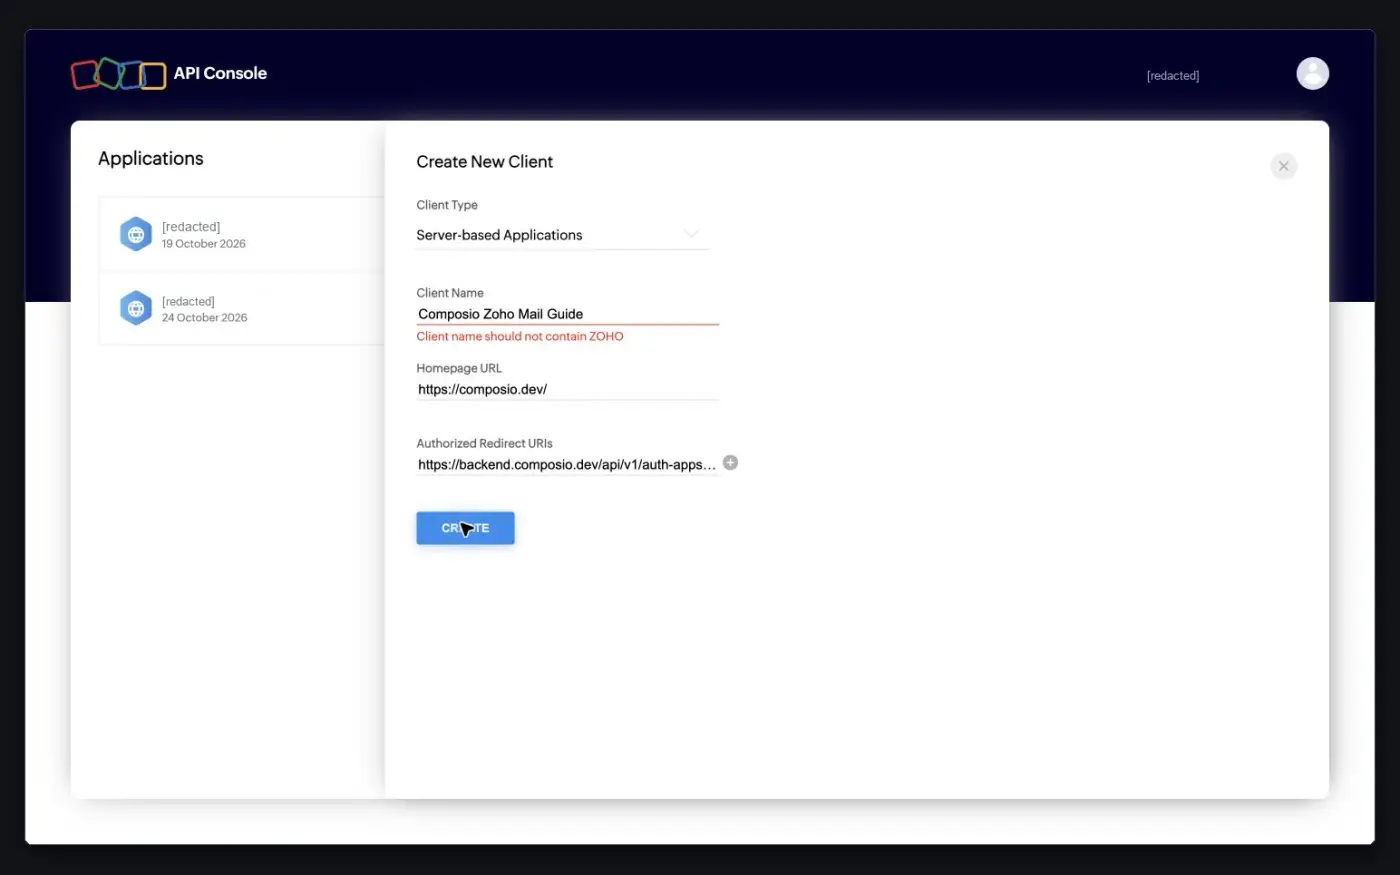 API Console
[redacted]
Applications
[redacted]
19 October 2026
[redacted]
24 October 2026
Create New Client
Client Type
Server-based Applications
Client Name
Composio Zoho Mail Guide
Client name should not contain ZOHO
Homepage URL
https://composio.dev/
Authorized Redirect URIs
https://backend.composio.dev/api/v1/auth-apps...
CREATE